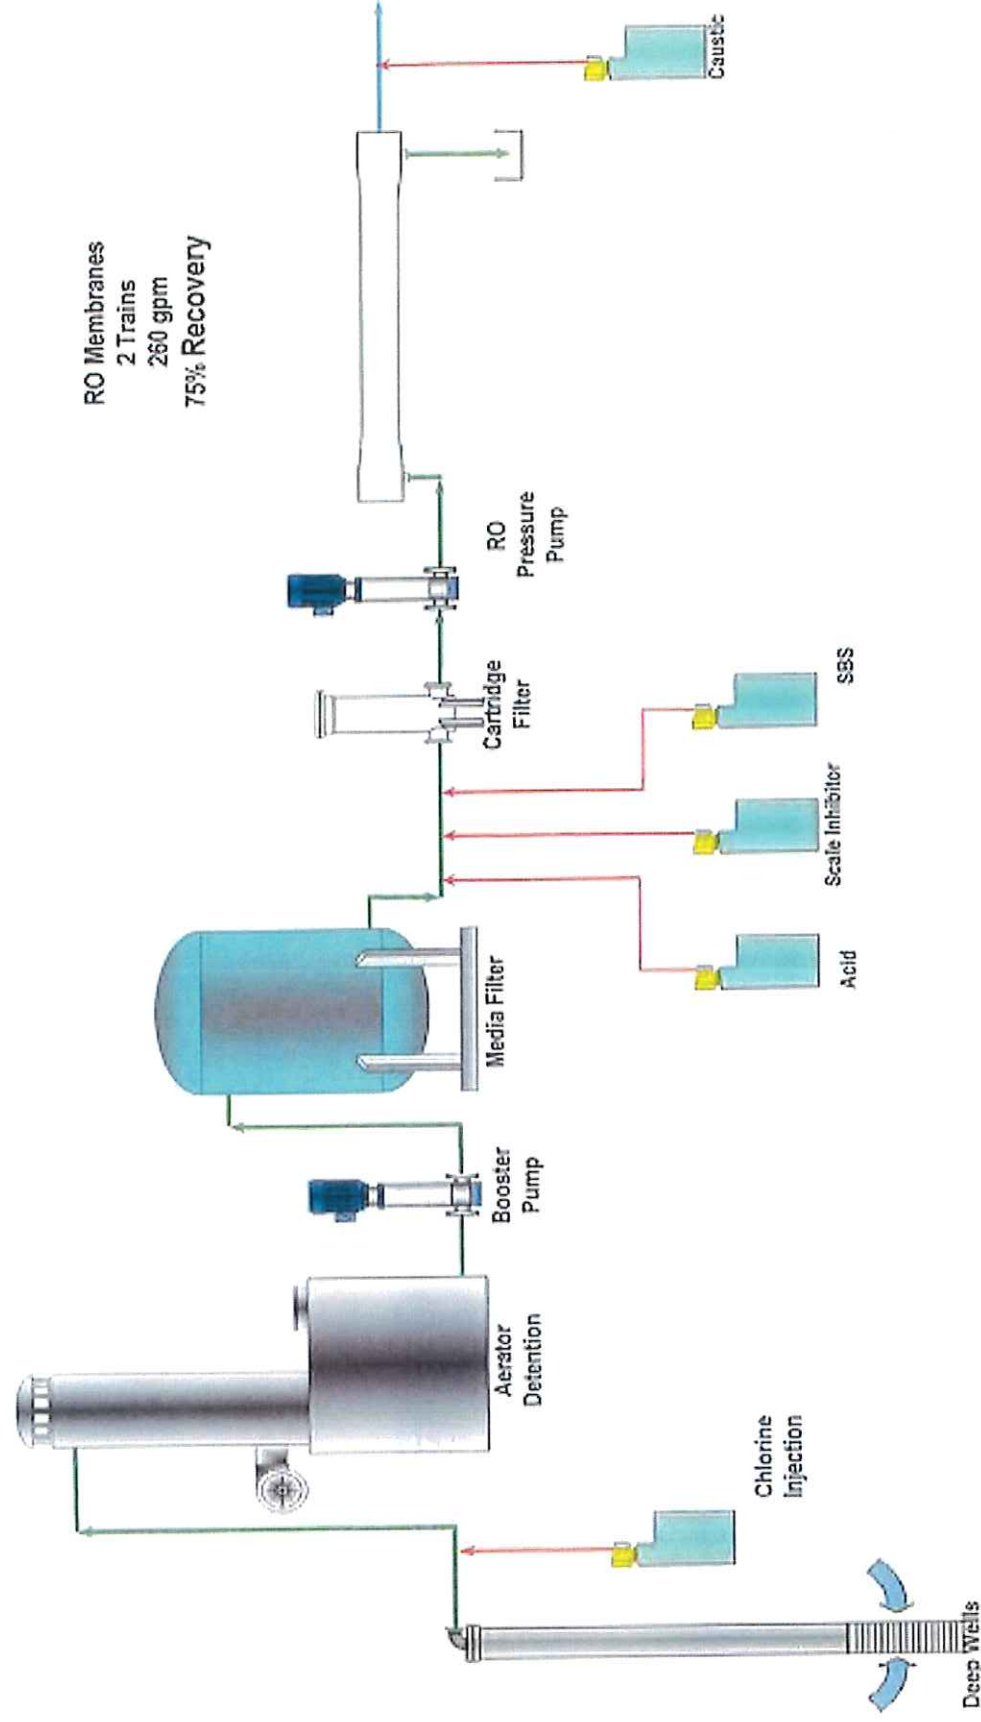 RO Membranes
2 Trains
260 gpm
75% Recovery
Deep Wells
Chlorine
Injection
Aerator
Detention
Booster
Pump
Media Filter
Acid
Scale Inhibitor
SBS
Cartridge
Filter
RO
Pressure
Pump
Caustic